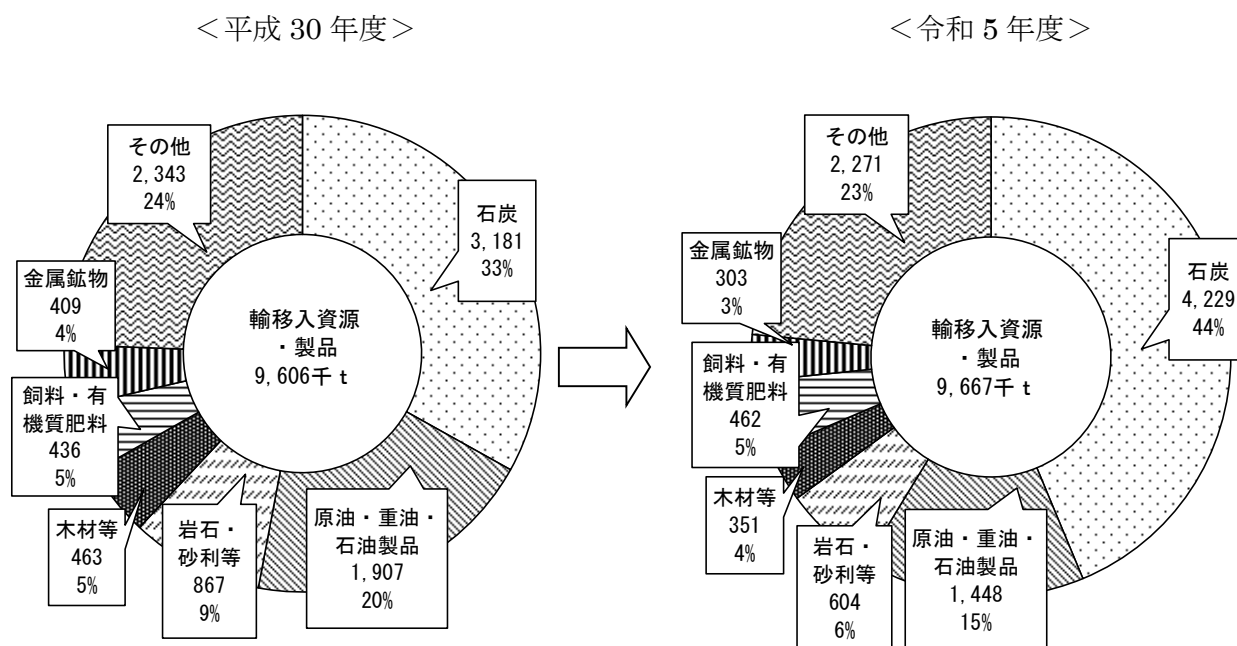 ＜平成 30 年度＞
その他
2,343
24%
石炭
3,181
33%
金属鉱物
409
4%
輸移入資源
・製品
9,606千ｔ
飼料・有
機質肥料
436
5%
木材等
463
5%
岩石・
砂利等
867
9%
原油・重油・
石油製品
1,907
20%
＜令和 5 年度＞
その他
2,271
23%
石炭
4,229
44%
金属鉱物
303
3%
輸移入資源
・製品
9,667千ｔ
飼料・有
機質肥料
462
5%
木材等
351
4%
岩石・
砂利等
604
6%
原油・重油・
石油製品
1,448
15%